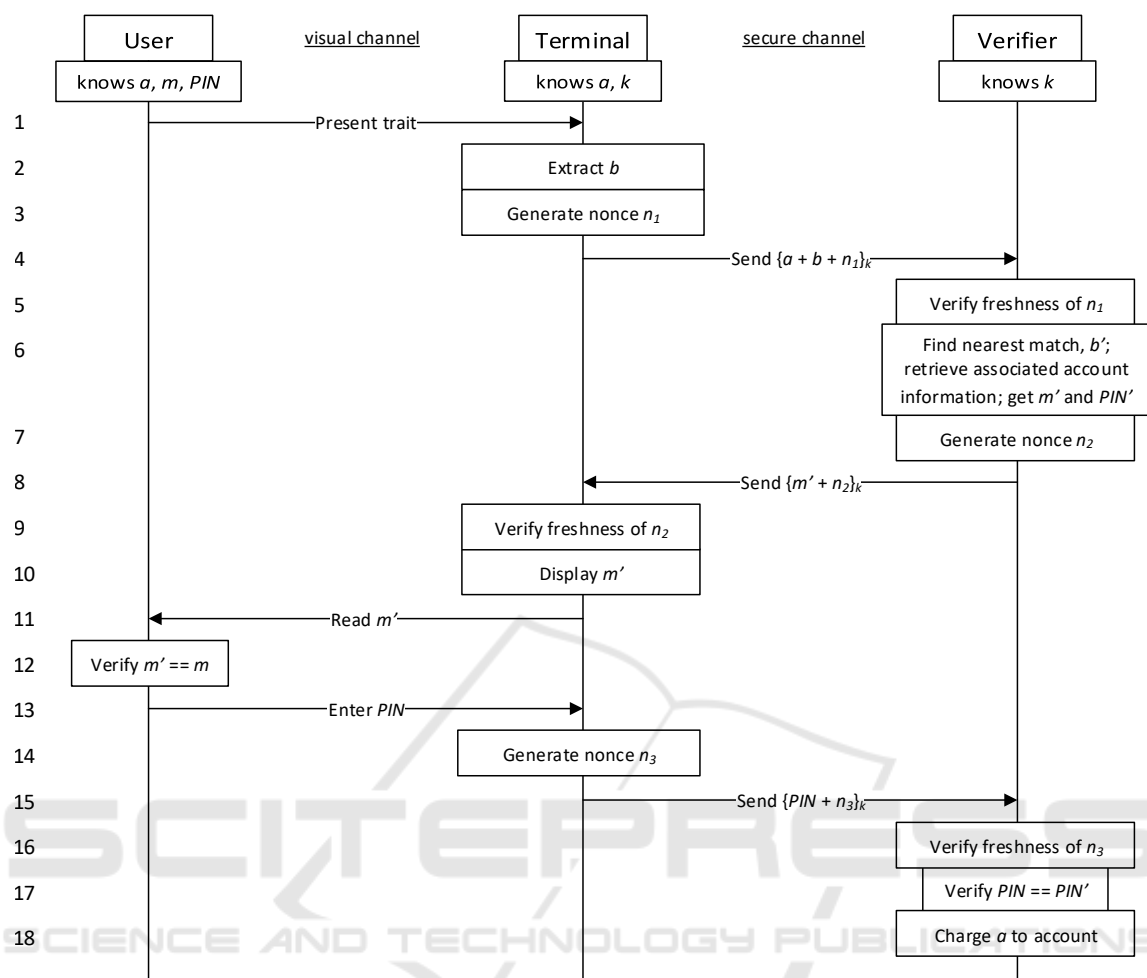 User visual channel Terminal secure channel Verifier
knows a, m, PIN knows a, k knows k
1 Present trait
2 Extract b
3 Generate nonce n₁
4 Send {a + b + n₁}ₖ
5 Verify freshness of n₁
6 Find nearest match, b’;
retrieve associated account
information; get m’ and PIN’
7 Generate nonce n₂
8 Send {m’ + n₂}ₖ
9 Verify freshness of n₂
10 Display m’
11 Read m’
12 Verify m’ == m
13 Enter PIN
14 Generate nonce n₃
15 Send {PIN + n₃}ₖ
16 Verify freshness of n₃
17 Verify PIN == PIN’
18 Charge a to account
SCITEPRESS
SCIENCE AND TECHNOLOGY PUBLICATIONS